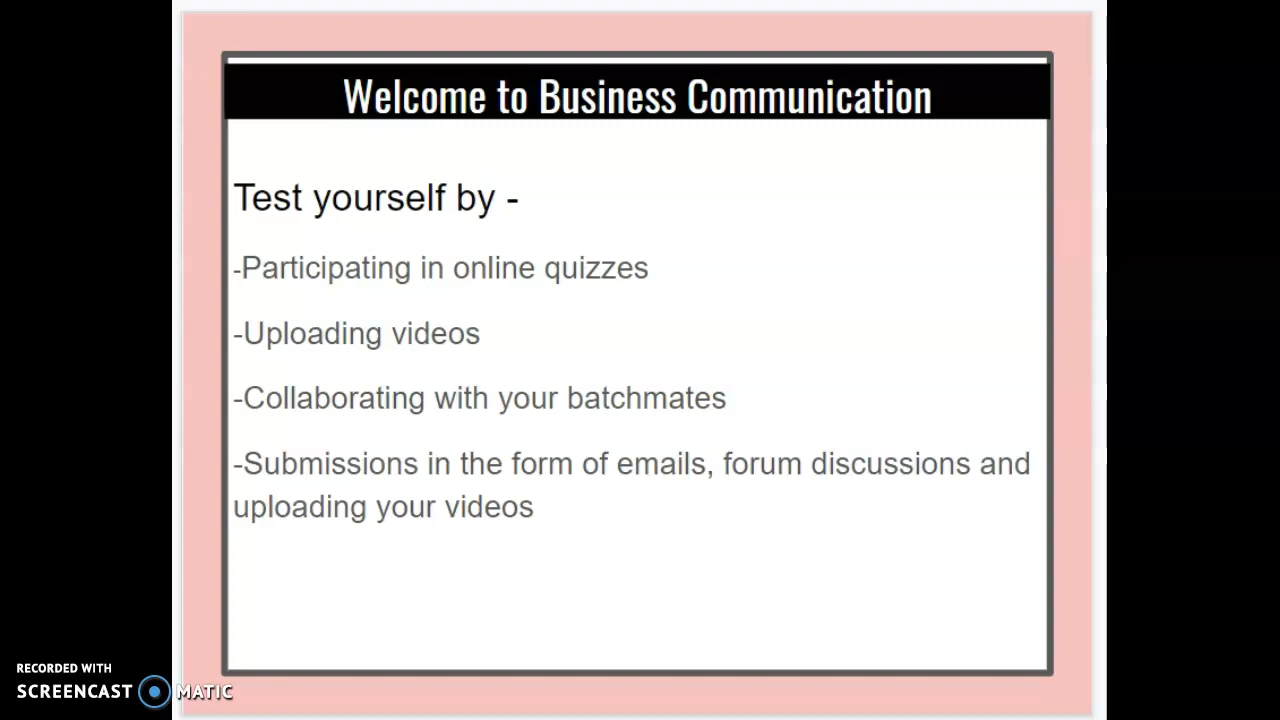 Welcome to Business Communication
Test yourself by -
-Participating in online quizzes
-Uploading videos
-Collaborating with your batchmates
-Submissions in the form of emails, forum discussions and
uploading your videos
RECORDED WITH
SCREENCAST MATIC